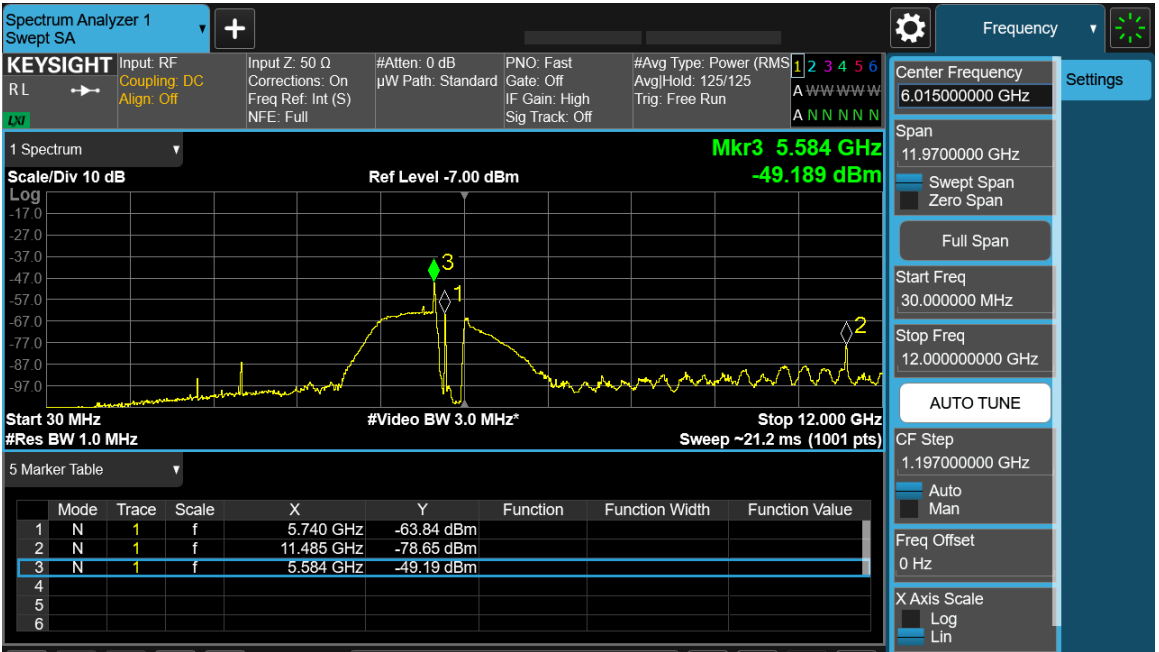 Spectrum Analyzer 1
Swept SA
+
Frequency
KEYSIGHT
RL
LXI
Input: RF
Coupling: DC
Align: Off
Input Z: 50 Ω
Corrections: On
Freq Ref: Int (S)
NFE: Full
#Atten: 0 dB
µW Path: Standard
PNO: Fast
Gate: Off
IF Gain: High
Sig Track: Off
#Avg Type: Power (RMS
Avg|Hold: 125/125
Trig: Free Run
1 2 3 4 5 6
A W W W W W
A N N N N N
1 Spectrum
Mkr3 5.584 GHz
Scale/Div 10 dB
Ref Level -7.00 dBm
-49.189 dBm
Log
-17.0
-27.0
-37.0
-47.0
-57.0
-67.0
-77.0
-87.0
-97.0
3
1
2
Start 30 MHz
#Video BW 3.0 MHz*
Stop 12.000 GHz
#Res BW 1.0 MHz
Sweep ~21.2 ms (1001 pts)
5 Marker Table
Mode Trace Scale X Y Function Function Width Function Value
1 N 1 f 5.740 GHz -63.84 dBm
2 N 1 f 11.485 GHz -78.65 dBm
3 N 1 f 5.584 GHz -49.19 dBm
4
5
6
Center Frequency
6.015000000 GHz
Settings
Span
11.9700000 GHz
Swept Span
Zero Span
Full Span
Start Freq
30.000000 MHz
Stop Freq
12.000000000 GHz
AUTO TUNE
CF Step
1.197000000 GHz
Auto
Man
Freq Offset
0 Hz
X Axis Scale
Log
Lin